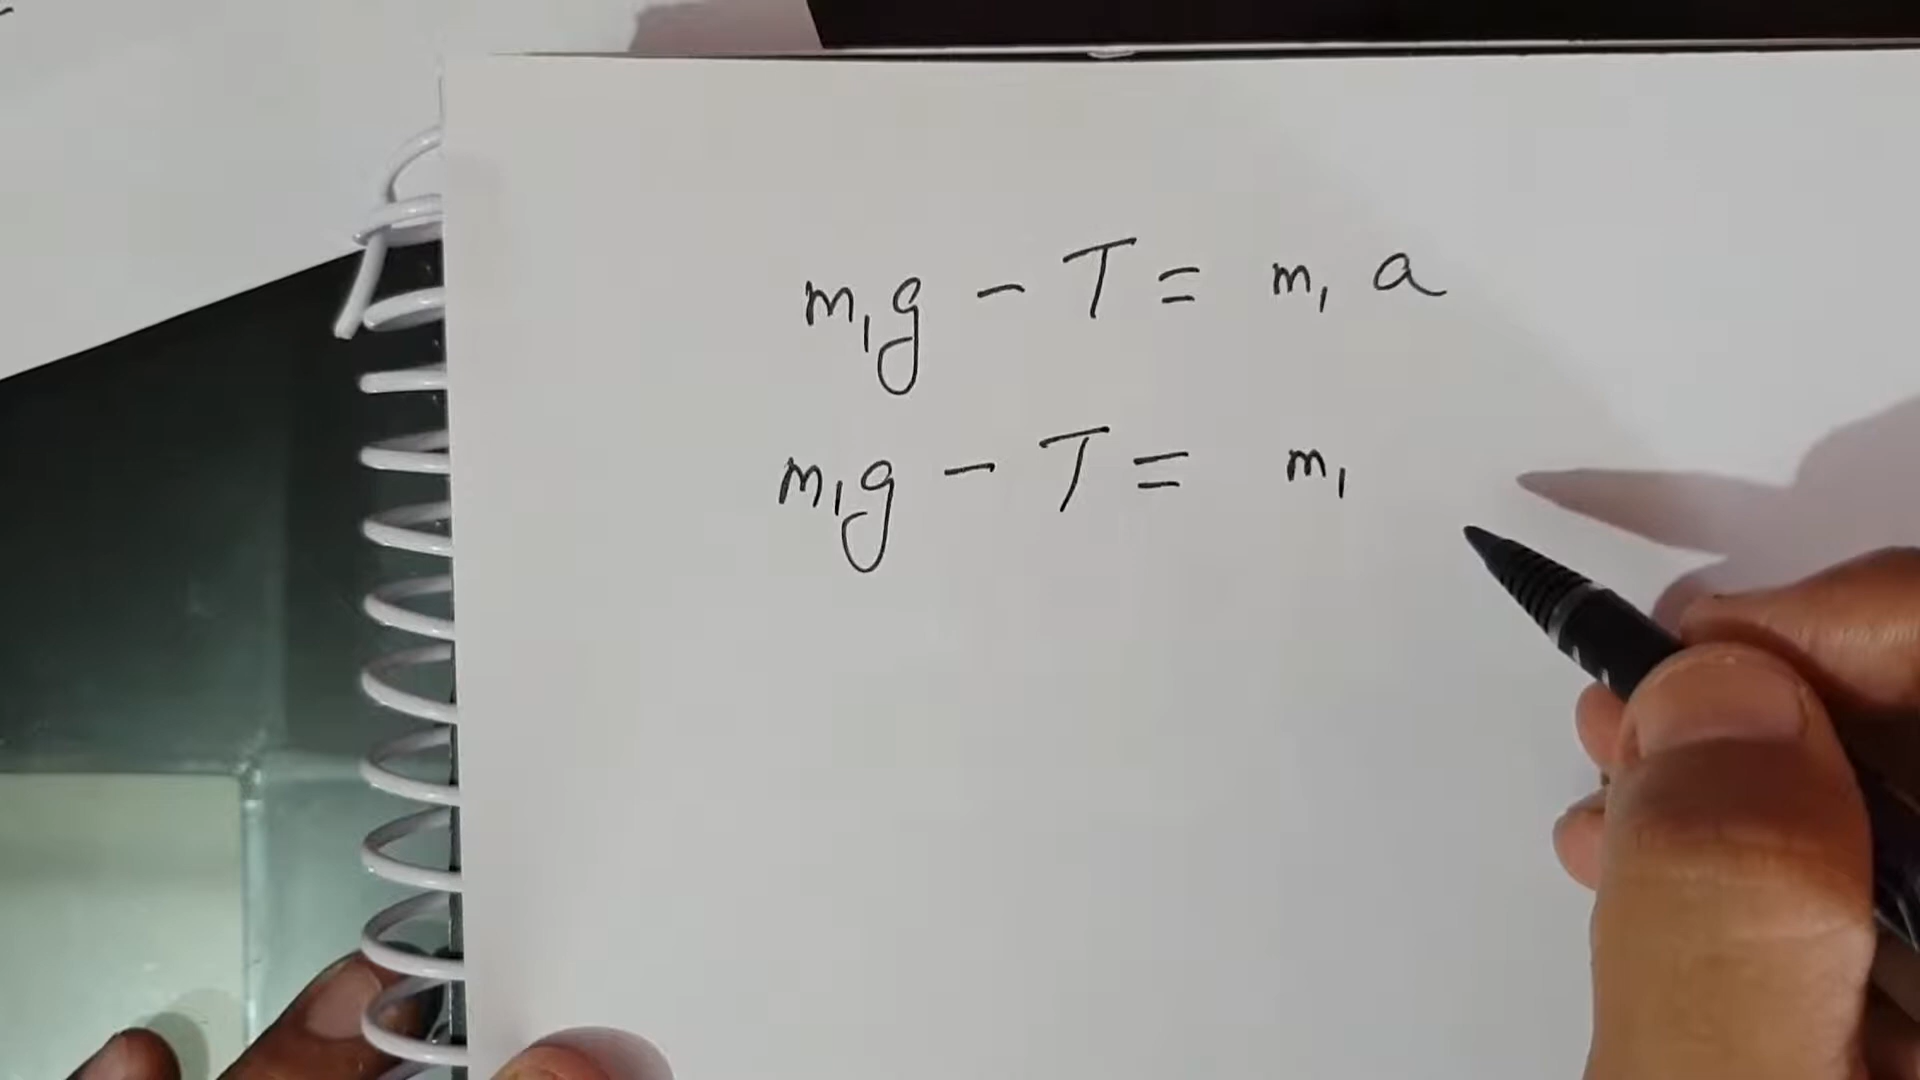 m₁g - T = m₁ a
m₁g - T = m₁